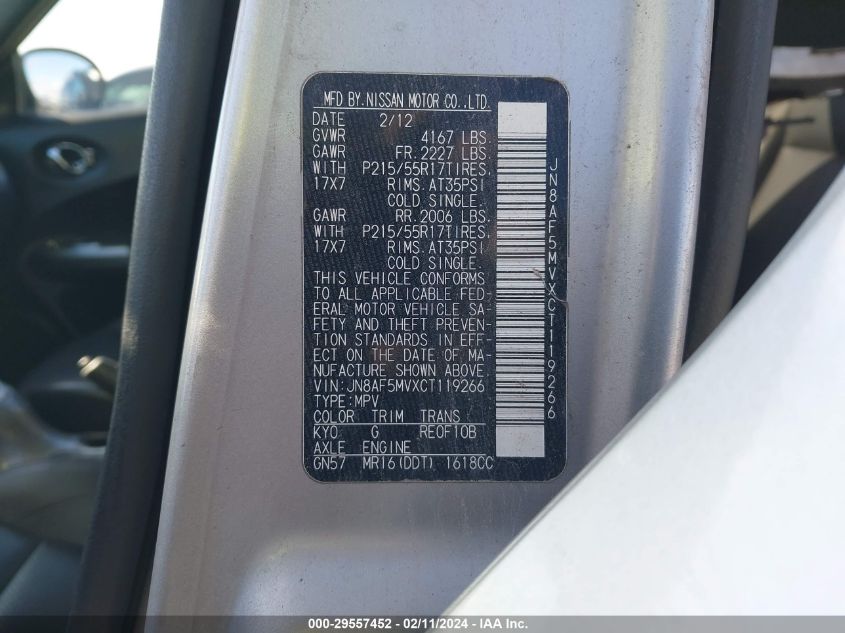 MFD BY.NISSAN MOTOR CO.,LTD.
DATE 2/12
GVWR 4167 LBS.
GAWR FR.2227 LBS.
WITH P215/55R17TIRES,
17X7 RIMS.AT35PSI
COLD SINGLE.
GAWR RR.2006 LBS.
WITH P215/55R17TIRES,
17X7 RIMS.AT35PSI
COLD SINGLE.
THIS VEHICLE CONFORMS
TO ALL APPLICABLE FED-
ERAL MOTOR VEHICLE SA-
FETY AND THEFT PREVEN-
TION STANDARDS IN EFF-
ECT ON THE DATE OF MA-
NUFACTURE SHOWN ABOVE.
VIN:JN8AF5MVXCT119266
TYPE:MPV
COLOR TRIM TRANS
KY0 G RE0F10B
AXLE ENGINE
GN57 MR16(DDT) 1618CC
JN8AF5MVXCT119266
000-29557452 - 02/11/2024 - IAA Inc.